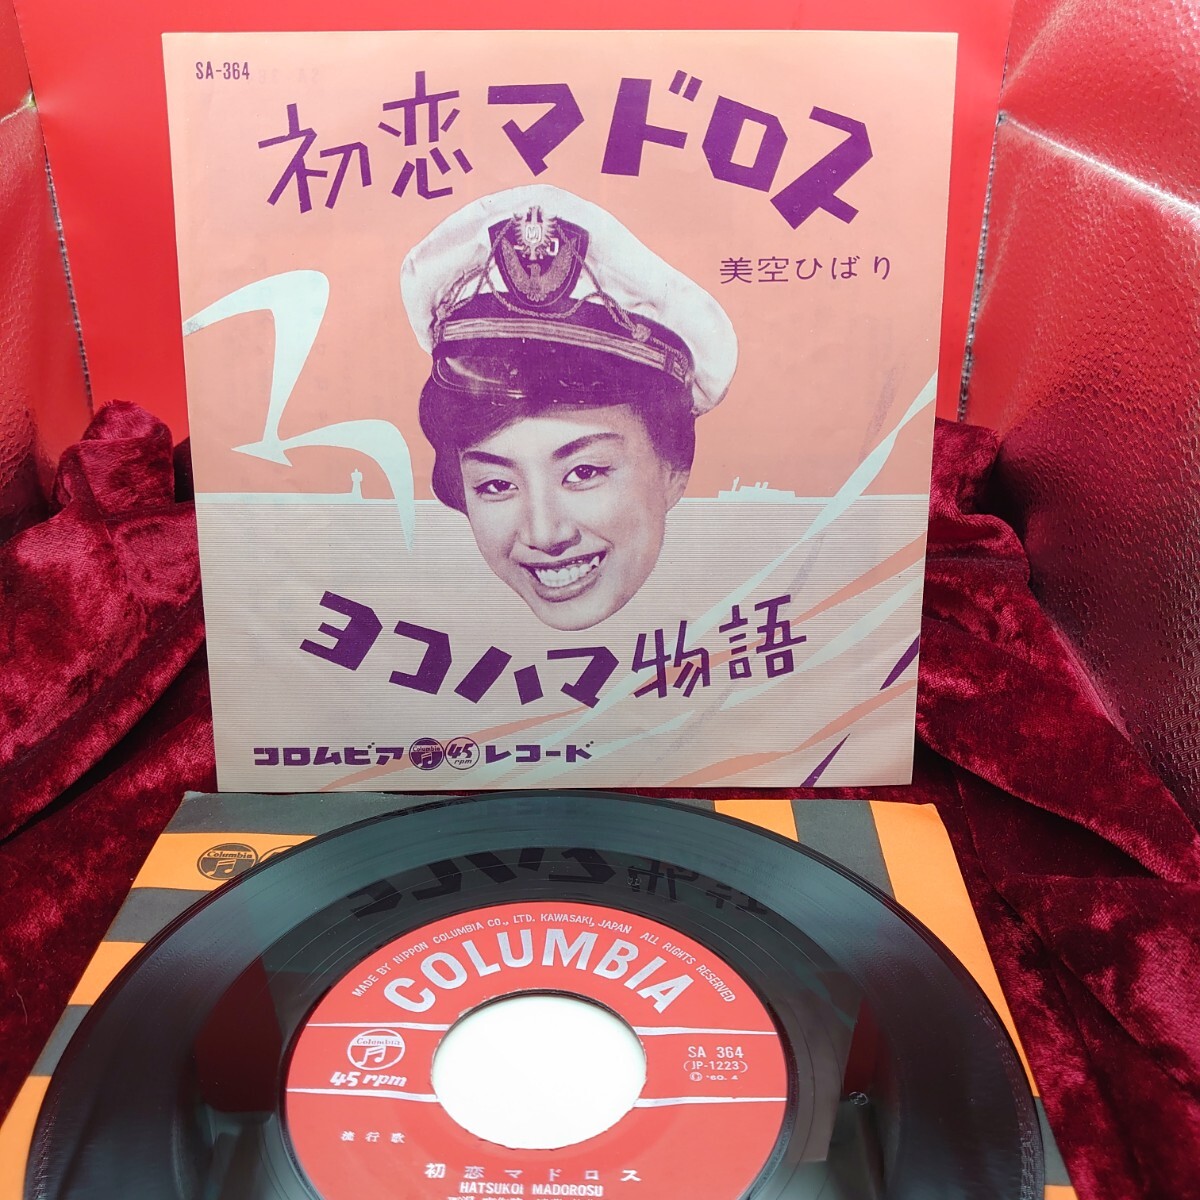 SA-364
初恋マドロス
美空ひばり
ヨコハマ物語
コロムビア Columbia 45 rpm レコード
Columbia
MADE BY NIPPON COLUMBIA CO., LTD. KAWASAKI, JAPAN ALL RIGHTS RESERVED
COLUMBIA
Columbia
45 rpm
SA 364
(JP-1223)
Ⓟ '60. 4
流行歌
初恋マドロス
HATSUKOI MADOROSU